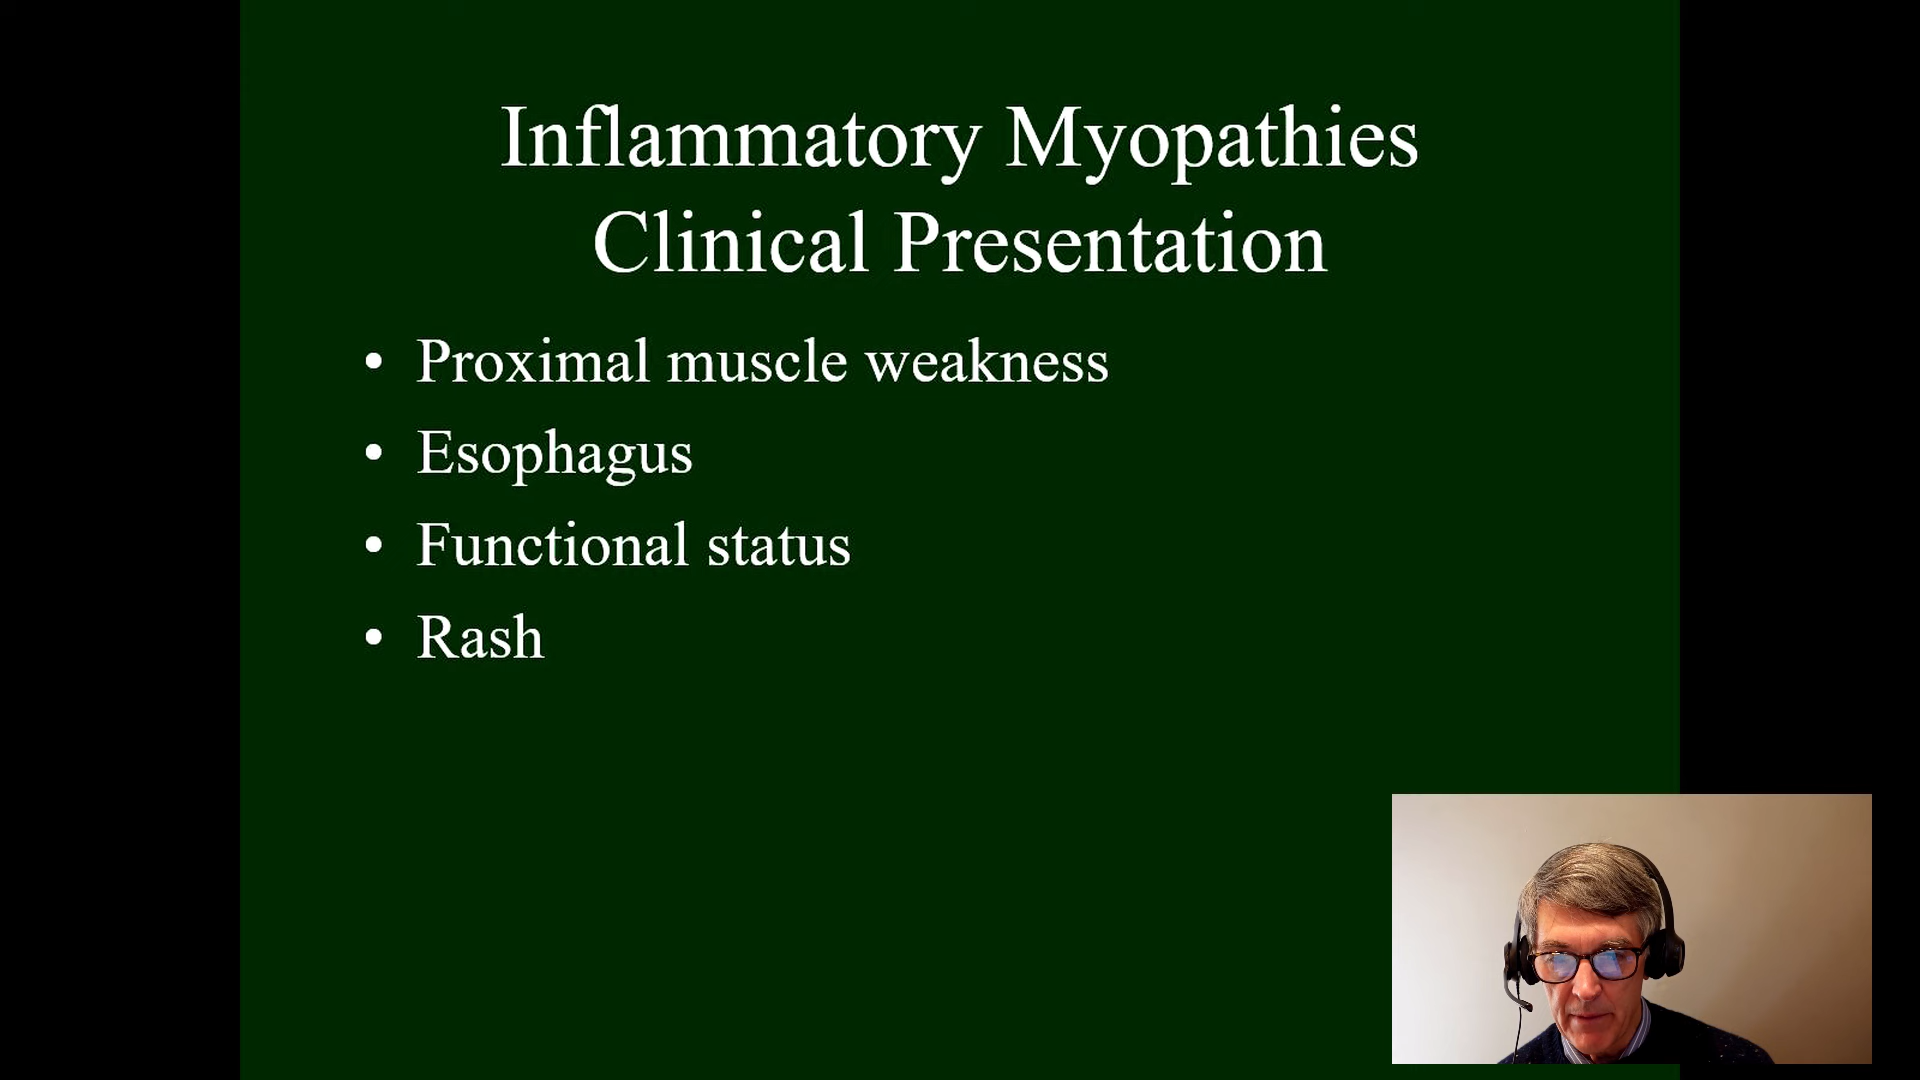 Inflammatory Myopathies
Clinical Presentation
• Proximal muscle weakness
• Esophagus
• Functional status
• Rash